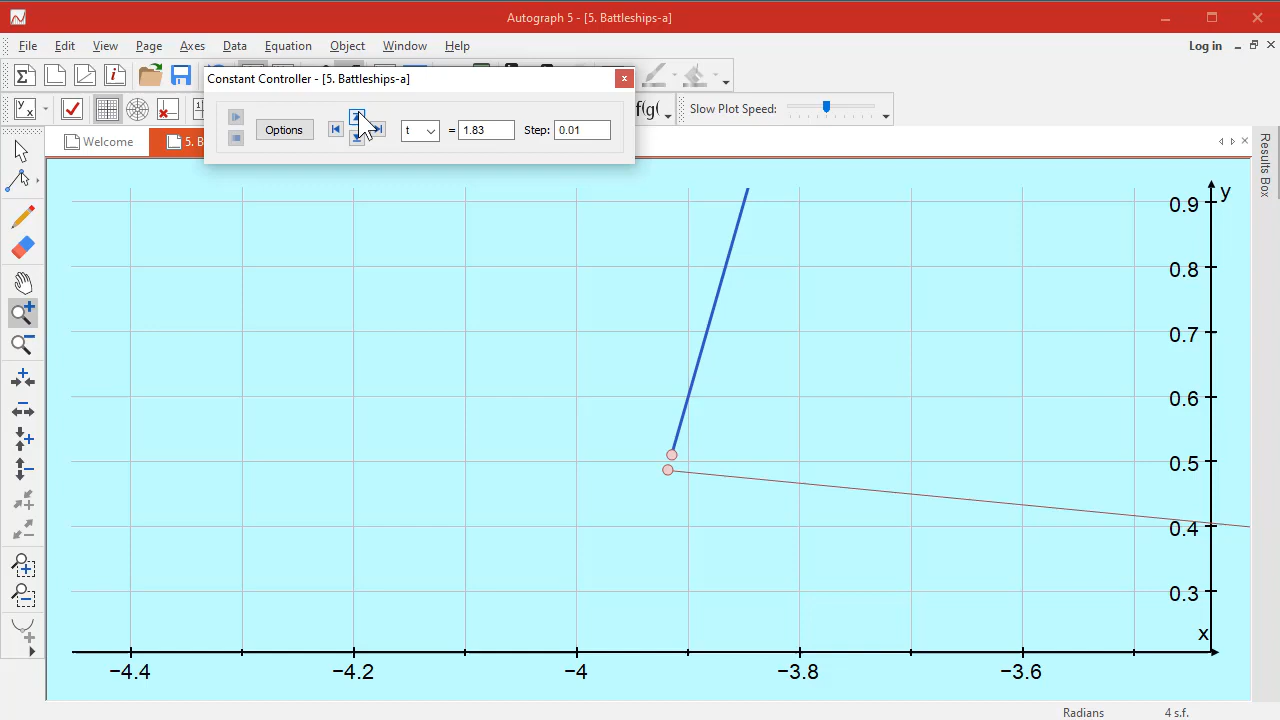 Autograph 5 - [5. Battleships-a]
File Edit View Page Axes Data Equation Object Window Help Log in
Constant Controller - [5. Battleships-a]
Options t = 1.83 Step: 0.01
Slow Plot Speed:
Welcome 5. B
Results Box
y
0.9
0.8
0.7
0.6
0.5
0.4
0.3
x
−4.4 −4.2 −4 −3.8 −3.6
Radians 4 s.f.